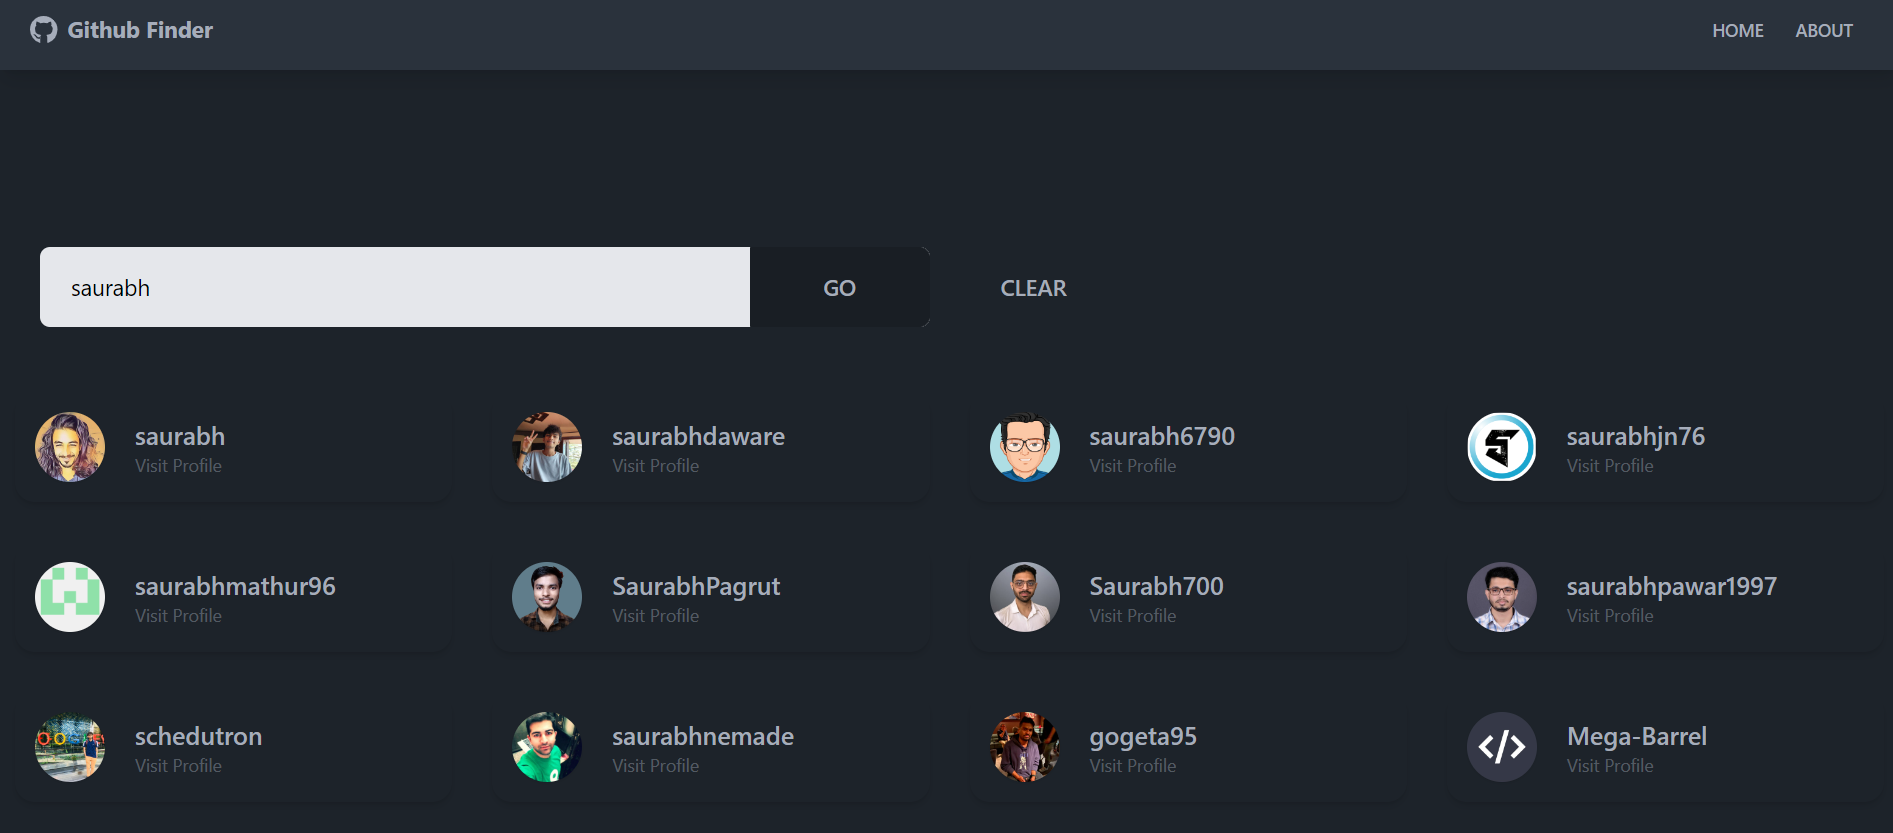 Github Finder
HOME
ABOUT
saurabh
GO
CLEAR
saurabh
Visit Profile
saurabhdaware
Visit Profile
saurabh6790
Visit Profile
saurabhjn76
Visit Profile
saurabhmathur96
Visit Profile
SaurabhPagrut
Visit Profile
Saurabh700
Visit Profile
saurabhpawar1997
Visit Profile
schedutron
Visit Profile
saurabhnemade
Visit Profile
gogeta95
Visit Profile
Mega-Barrel
Visit Profile